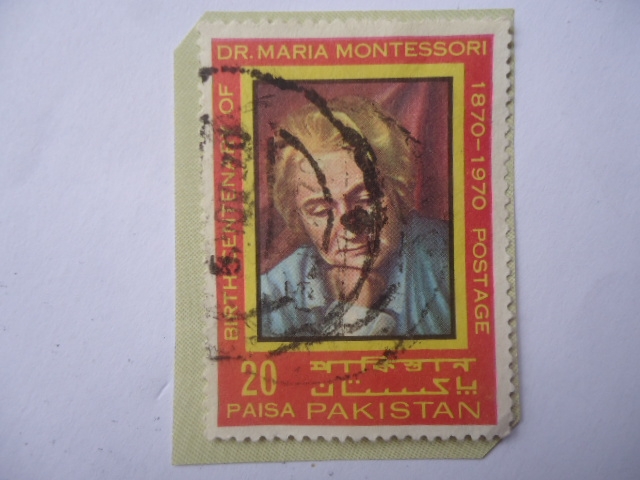 BIRTH CENTENARY OF
DR. MARIA MONTESSORI
1870-1970 POSTAGE
20 পাকিস্তান
پاکستان
PAISA PAKISTAN